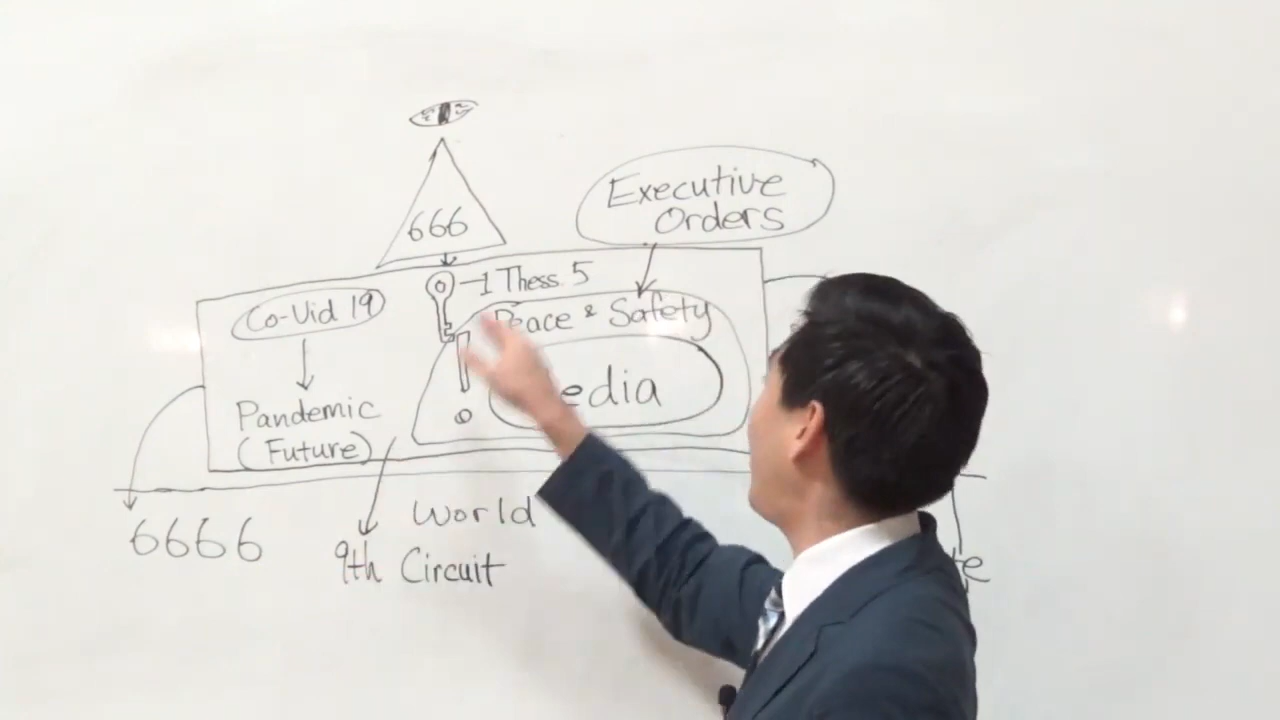 666
Executive
Orders
1 Thess 5
Co-Vid 19
Peace & Safety
Pandemic
(Future)
World
6666
9th Circuit